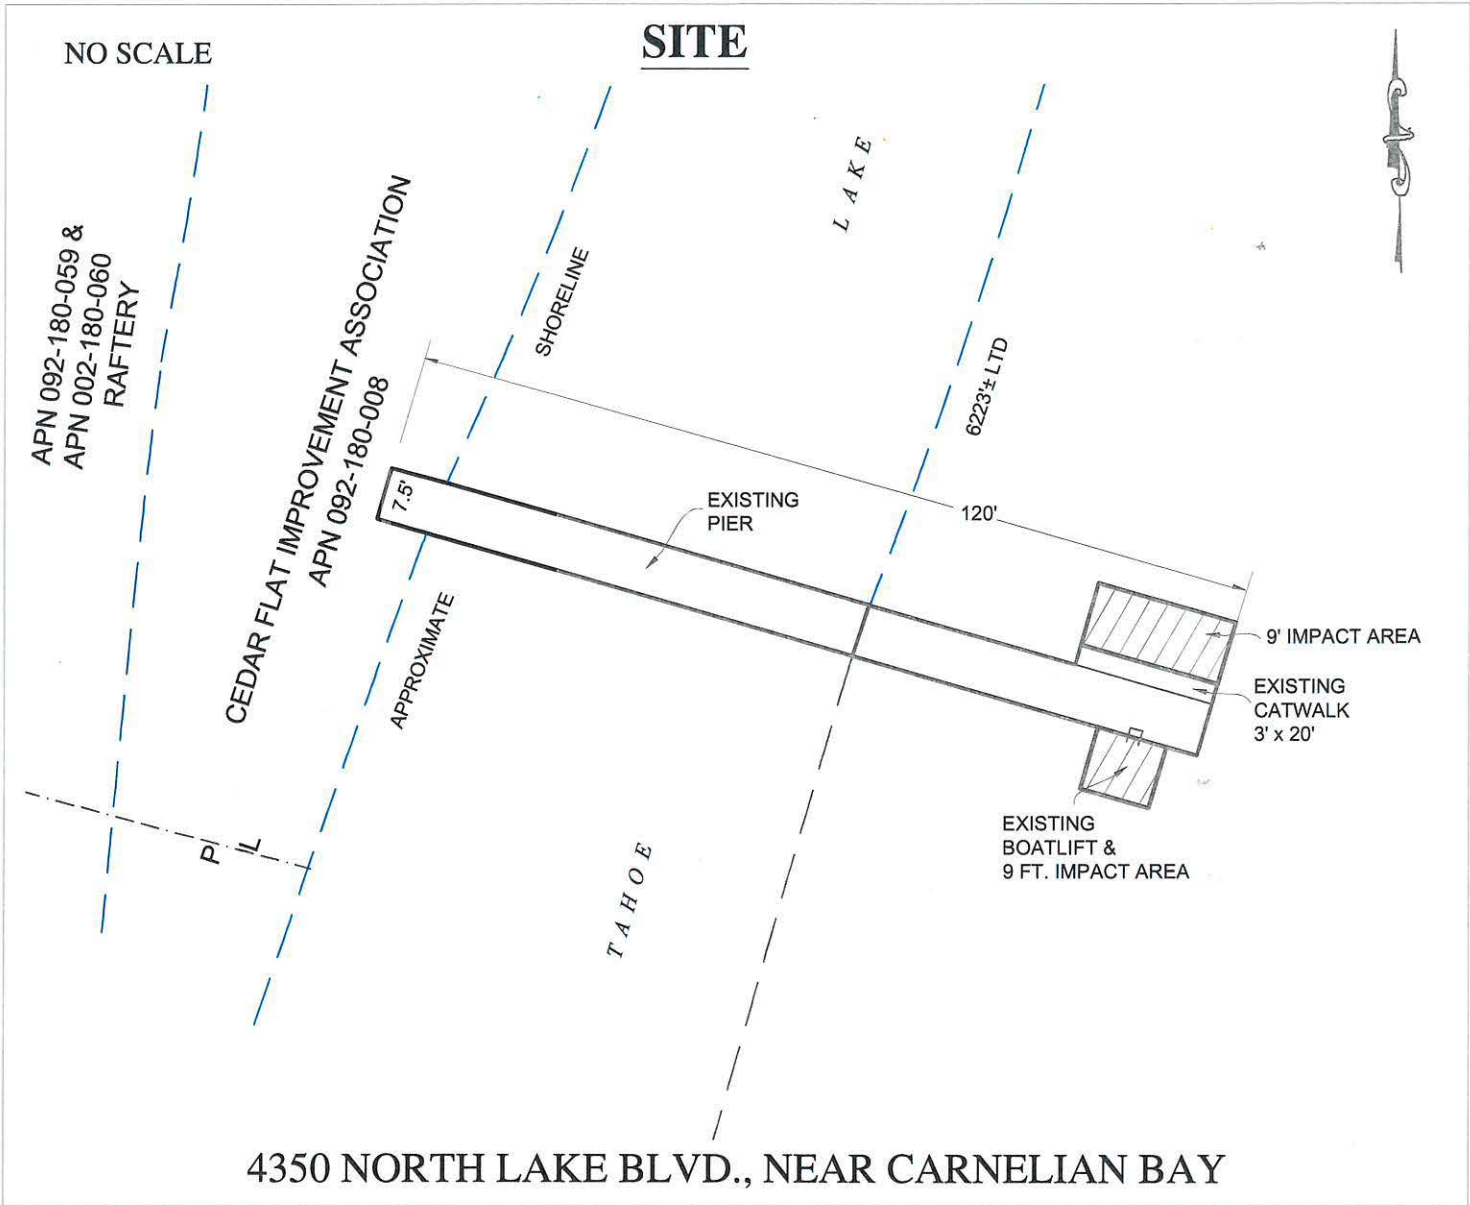 NO SCALE
SITE
APN 092-180-059 &
APN 002-180-060
RAFTERY
CEDAR FLAT IMPROVEMENT ASSOCIATION
APN 092-180-008
SHORELINE
APPROXIMATE
LAKE
TAHOE
6223'± LTD
7.5'
EXISTING
PIER
120'
9' IMPACT AREA
EXISTING
CATWALK
3' x 20'
EXISTING
BOATLIFT &
9 FT. IMPACT AREA
P L
4350 NORTH LAKE BLVD., NEAR CARNELIAN BAY